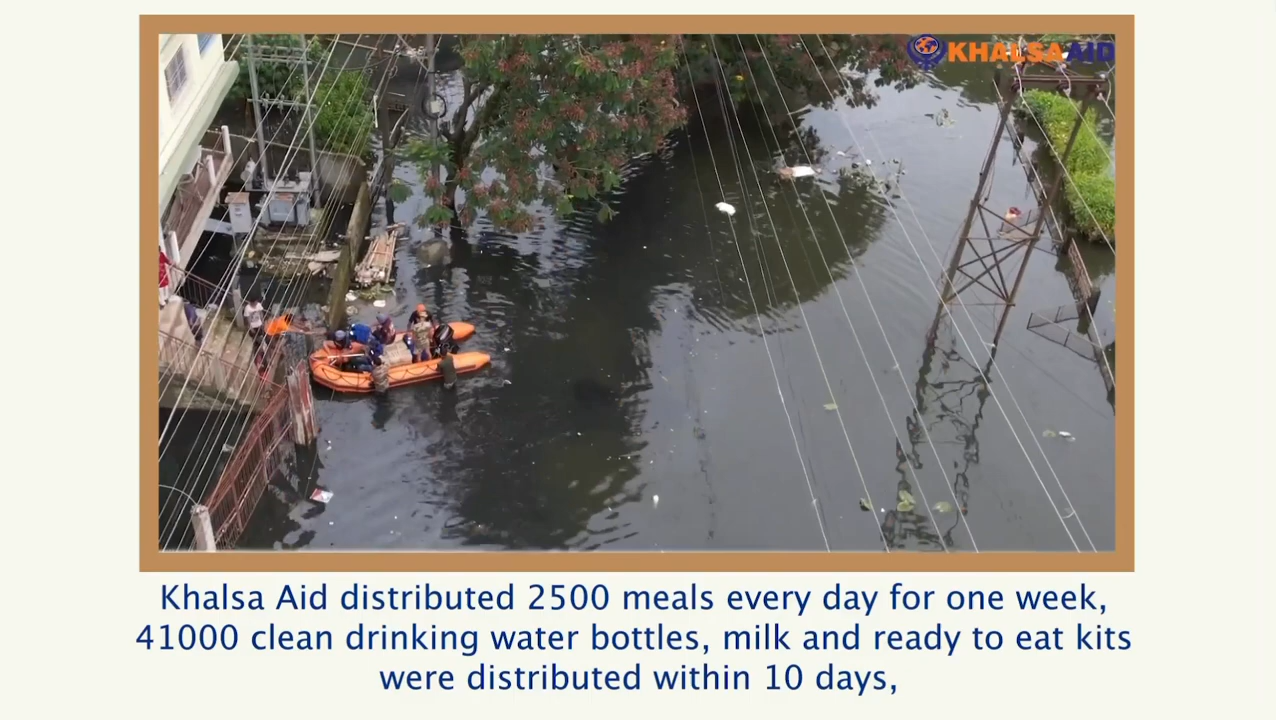 KHALSA AID
Khalsa Aid distributed 2500 meals every day for one week,
41000 clean drinking water bottles, milk and ready to eat kits
were distributed within 10 days,